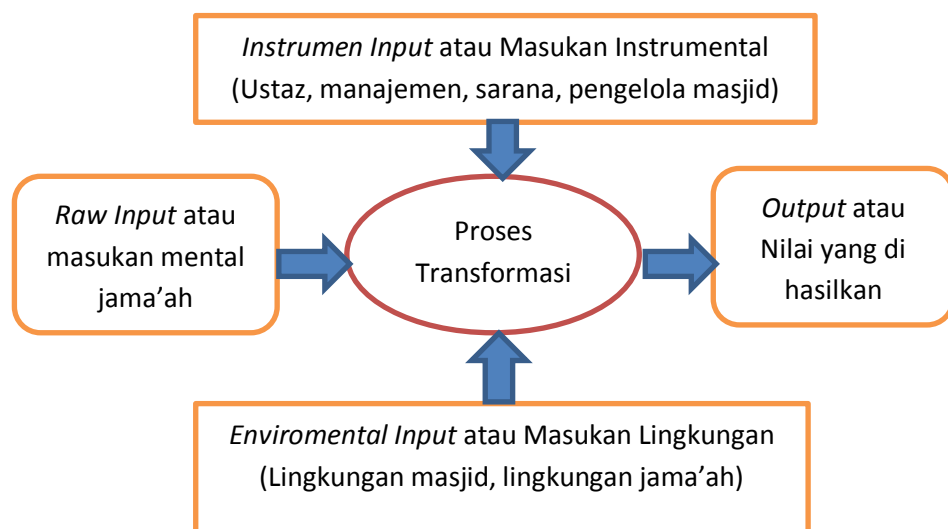 Instrumen Input atau Masukan Instrumental
(Ustaz, manajemen, sarana, pengelola masjid)
Raw Input atau
masukan mental
jama’ah
Proses
Transformasi
Output atau
Nilai yang di
hasilkan
Enviromental Input atau Masukan Lingkungan
(Lingkungan masjid, lingkungan jama’ah)